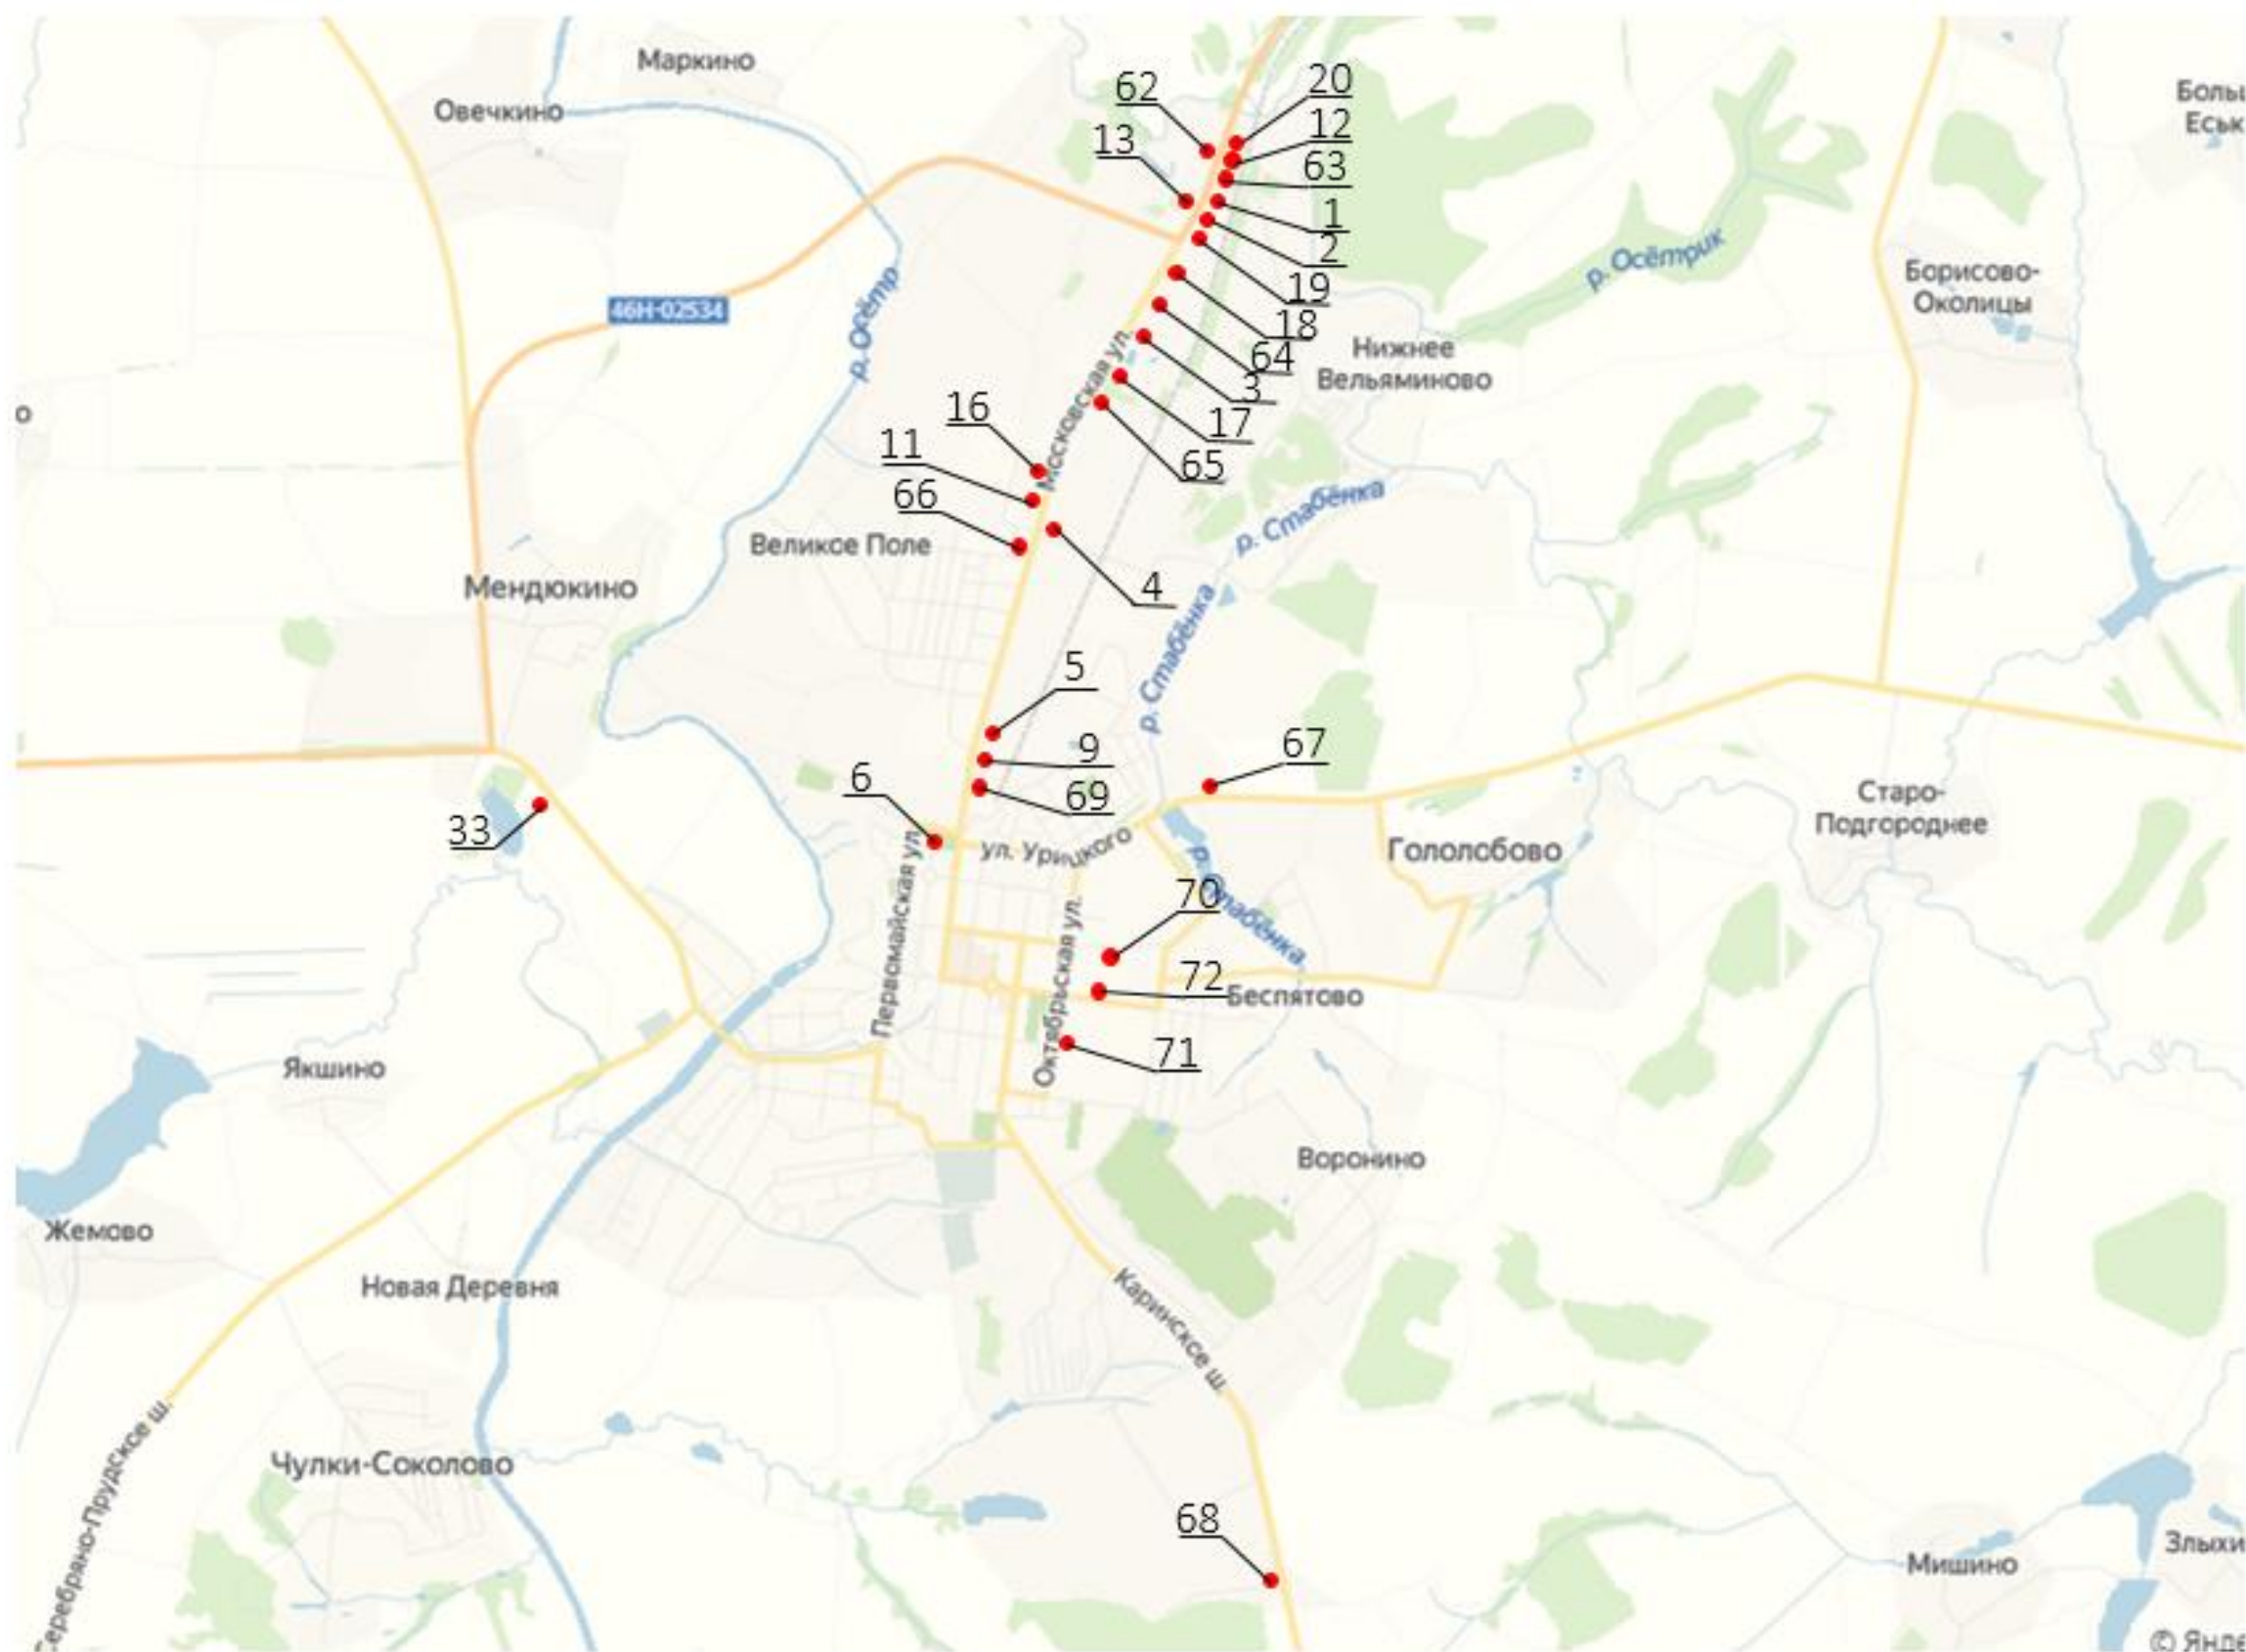 Маркино
Овечкино
62
20
12
13
63
1
2
19
18
64
3
17
65
16
11
66
4
5
9
69
6
67
33
70
72
71
68
46Н-02534
р. Осётр
р. Осётрик
Борисово-
Околицы
Нижнее
Вельяминово
Московская ул.
р. Стабёнка
р. Стабёнка
Великое Поле
Мендюкино
ул. Урицкого
Первомайская ул.
Октябрьская ул.
р. Стабёнка
Гололобово
Старо-
Подгороднее
Беспятово
Якшино
Жемово
Воронино
Новая Деревня
Каринское ш.
Чулки-Соколово
Серебряно-Прудское ш.
Мишино
Злыхи
© Янде
Еськ